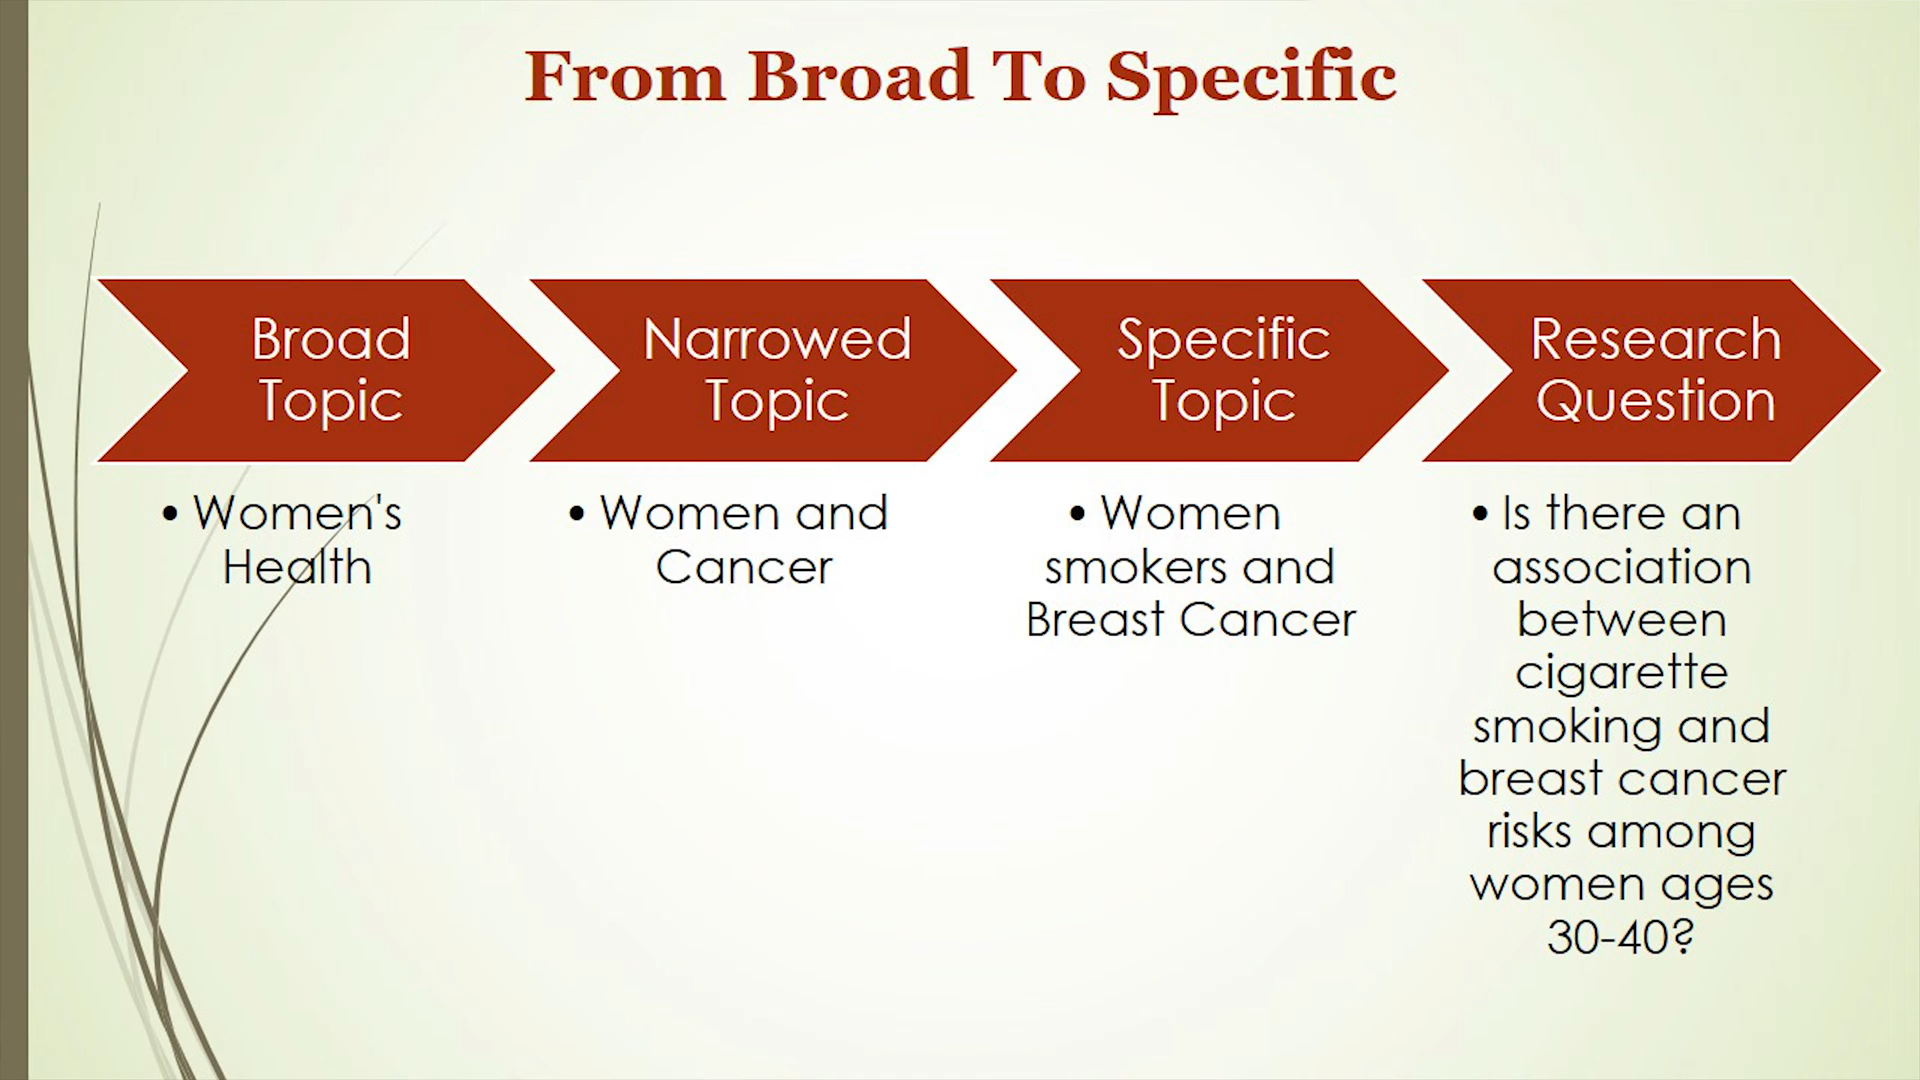 From Broad To Specific
Broad
Topic
• Women's
Health
Narrowed
Topic
• Women and
Cancer
Specific
Topic
• Women
smokers and
Breast Cancer
Research
Question
• Is there an
association
between
cigarette
smoking and
breast cancer
risks among
women ages
30-40?